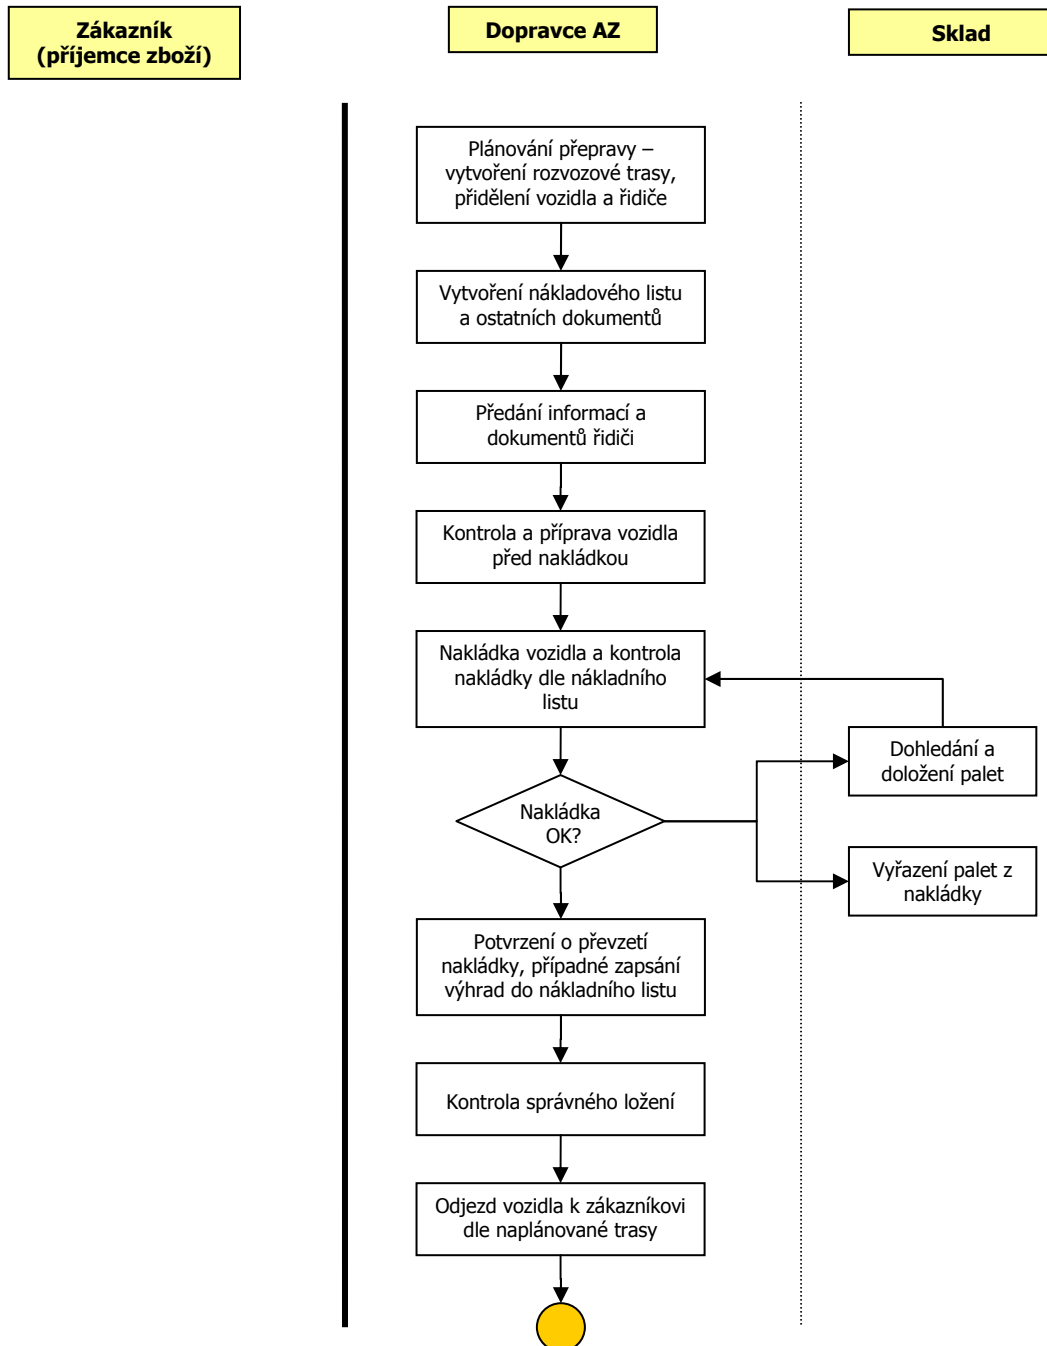 Zákazník
(příjemce zboží)
Dopravce AZ
Sklad
Plánování přepravy –
vytvoření rozvozové trasy,
přidělení vozidla a řidiče
Vytvoření nákladového listu
a ostatních dokumentů
Předání informací a
dokumentů řidiči
Kontrola a příprava vozidla
před nakládkou
Nakládka vozidla a kontrola
nakládky dle nákladního
listu
Dohledání a
doložení palet
Nakládka
OK?
Vyřazení palet z
nakládky
Potvrzení o převzetí
nakládky, případné zapsání
výhrad do nákladního listu
Kontrola správného ložení
Odjezd vozidla k zákazníkovi
dle naplánované trasy